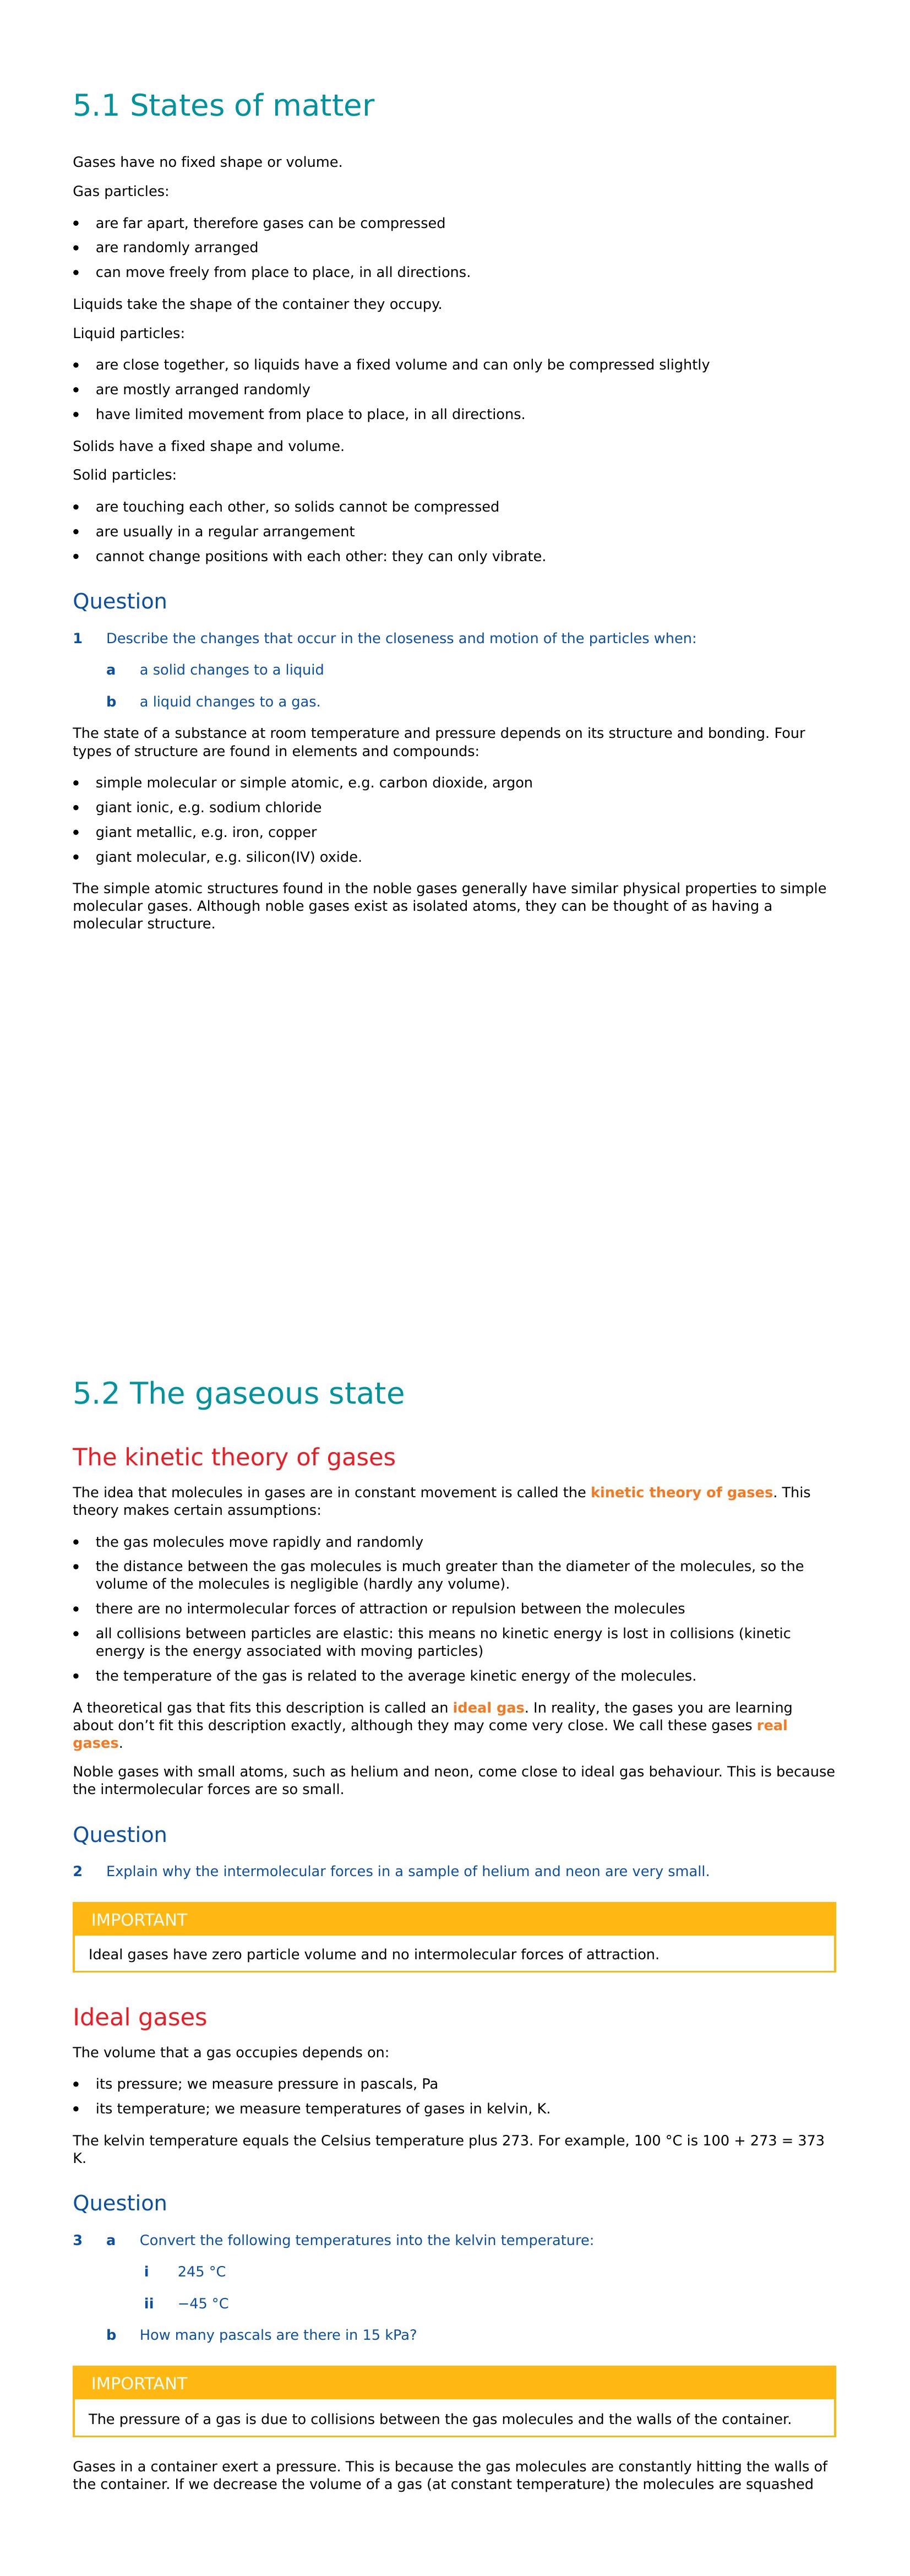 5.1 States of matter
Gases have no fixed shape or volume.
Gas particles:
• are far apart, therefore gases can be compressed
• are randomly arranged
• can move freely from place to place, in all directions.
Liquids take the shape of the container they occupy.
Liquid particles:
• are close together, so liquids have a fixed volume and can only be compressed slightly
• are mostly arranged randomly
• have limited movement from place to place, in all directions.
Solids have a fixed shape and volume.
Solid particles:
• are touching each other, so solids cannot be compressed
• are usually in a regular arrangement
• cannot change positions with each other: they can only vibrate.
Question
1 Describe the changes that occur in the closeness and motion of the particles when:
a a solid changes to a liquid
b a liquid changes to a gas.
The state of a substance at room temperature and pressure depends on its structure and bonding. Four
types of structure are found in elements and compounds:
• simple molecular or simple atomic, e.g. carbon dioxide, argon
• giant ionic, e.g. sodium chloride
• giant metallic, e.g. iron, copper
• giant molecular, e.g. silicon(IV) oxide.
The simple atomic structures found in the noble gases generally have similar physical properties to simple
molecular gases. Although noble gases exist as isolated atoms, they can be thought of as having a
molecular structure.
5.2 The gaseous state
The kinetic theory of gases
The idea that molecules in gases are in constant movement is called the kinetic theory of gases. This
theory makes certain assumptions:
• the gas molecules move rapidly and randomly
• the distance between the gas molecules is much greater than the diameter of the molecules, so the
volume of the molecules is negligible (hardly any volume).
• there are no intermolecular forces of attraction or repulsion between the molecules
• all collisions between particles are elastic: this means no kinetic energy is lost in collisions (kinetic
energy is the energy associated with moving particles)
• the temperature of the gas is related to the average kinetic energy of the molecules.
A theoretical gas that fits this description is called an ideal gas. In reality, the gases you are learning
about don’t fit this description exactly, although they may come very close. We call these gases real
gases.
Noble gases with small atoms, such as helium and neon, come close to ideal gas behaviour. This is because
the intermolecular forces are so small.
Question
2 Explain why the intermolecular forces in a sample of helium and neon are very small.
IMPORTANT
Ideal gases have zero particle volume and no intermolecular forces of attraction.
Ideal gases
The volume that a gas occupies depends on:
• its pressure; we measure pressure in pascals, Pa
• its temperature; we measure temperatures of gases in kelvin, K.
The kelvin temperature equals the Celsius temperature plus 273. For example, 100 °C is 100 + 273 = 373
K.
Question
3 a Convert the following temperatures into the kelvin temperature:
i 245 °C
ii −45 °C
b How many pascals are there in 15 kPa?
IMPORTANT
The pressure of a gas is due to collisions between the gas molecules and the walls of the container.
Gases in a container exert a pressure. This is because the gas molecules are constantly hitting the walls of
the container. If we decrease the volume of a gas (at constant temperature) the molecules are squashed